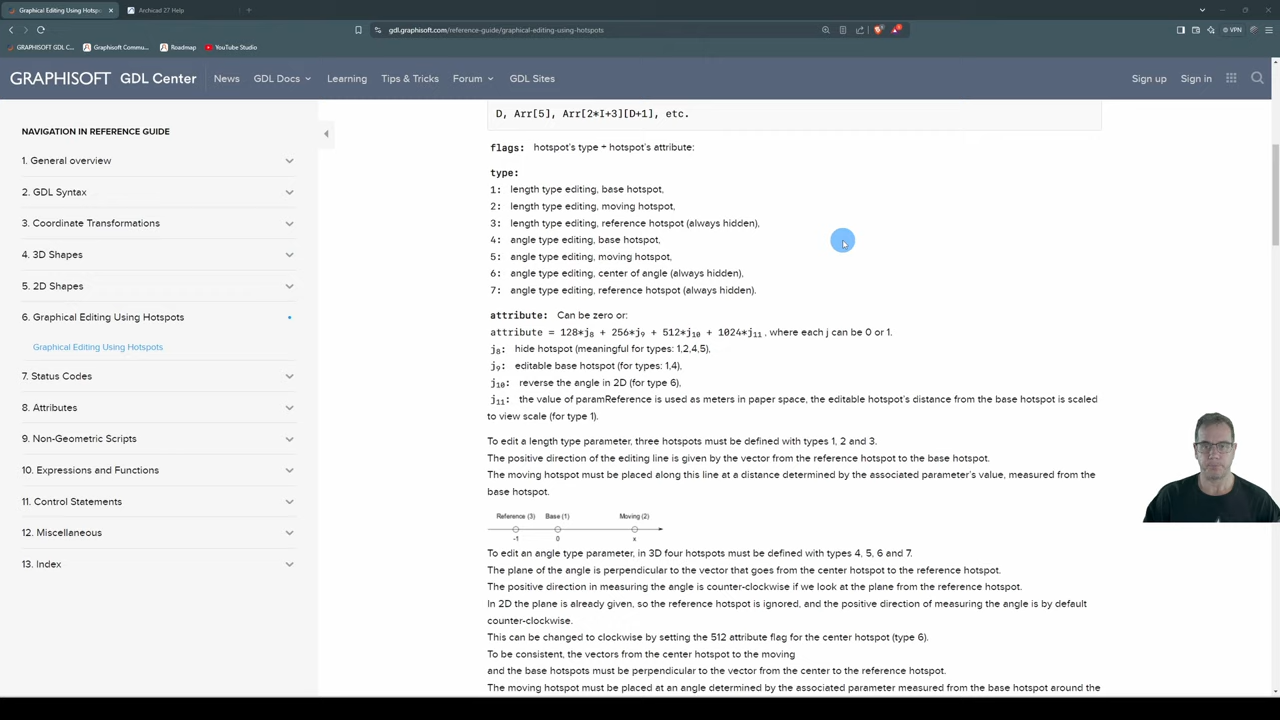 Graphical Editing Using Hotsp
Archicad 27 Help
gdl.graphisoft.com/reference-guide/graphical-editing-using-hotspots
VPN
GRAPHISOFT GDL C...
Graphisoft Commu...
Roadmap
YouTube Studio
GRAPHISOFT GDL CENTER
News
GDL Docs
Learning
Tips & Tricks
Forum
GDL Sites
Sign up
Sign in
NAVIGATION IN REFERENCE GUIDE
1. General overview
2. GDL Syntax
3. Coordinate Transformations
4. 3D Shapes
5. 2D Shapes
6. Graphical Editing Using Hotspots
Graphical Editing Using Hotspots
7. Status Codes
8. Attributes
9. Non-Geometric Scripts
10. Expressions and Functions
11. Control Statements
12. Miscellaneous
13. Index
D, Arr[5], Arr[2*I+3][D+1], etc.
flags: hotspot's type + hotspot's attribute:
type:
1: length type editing, base hotspot,
2: length type editing, moving hotspot,
3: length type editing, reference hotspot (always hidden),
4: angle type editing, base hotspot,
5: angle type editing, moving hotspot,
6: angle type editing, center of angle (always hidden),
7: angle type editing, reference hotspot (always hidden).
attribute: Can be zero or:
attribute = 128*j8 + 256*j9 + 512*j10 + 1024*j11, where each j can be 0 or 1.
j8: hide hotspot (meaningful for types: 1,2,4,5),
j9: editable base hotspot (for types: 1,4),
j10: reverse the angle in 2D (for type 6),
j11: the value of paramReference is used as meters in paper space, the editable hotspot's distance from the base hotspot is scaled
to view scale (for type 1).
To edit a length type parameter, three hotspots must be defined with types 1, 2 and 3.
The positive direction of the editing line is given by the vector from the reference hotspot to the base hotspot.
The moving hotspot must be placed along this line at a distance determined by the associated parameter's value, measured from the
base hotspot.
Reference (3) Base (1) Moving (2)
-1 0 x
To edit an angle type parameter, in 3D four hotspots must be defined with types 4, 5, 6 and 7.
The plane of the angle is perpendicular to the vector that goes from the center hotspot to the reference hotspot.
The positive direction in measuring the angle is counter-clockwise if we look at the plane from the reference hotspot.
In 2D the plane is already given, so the reference hotspot is ignored, and the positive direction of measuring the angle is by default
counter-clockwise.
This can be changed to clockwise by setting the 512 attribute flag for the center hotspot (type 6).
To be consistent, the vectors from the center hotspot to the moving
and the base hotspots must be perpendicular to the vector from the center to the reference hotspot.
The moving hotspot must be placed at an angle determined by the associated parameter measured from the base hotspot around the